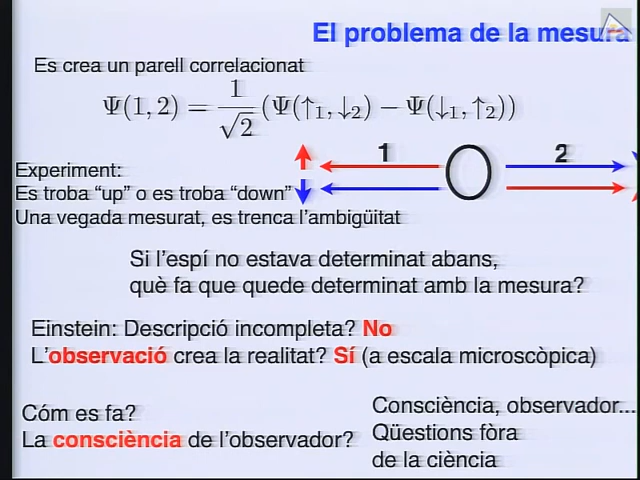 El problema de la mesura
Es crea un parell correlacionat
Ψ(1, 2) = 1/√2 (Ψ(↑₁, ↓₂) − Ψ(↓₁, ↑₂))
1
2
Experiment:
Es troba “up” o es troba “down”
Una vegada mesurat, es trenca l’ambigüitat
Si l’espí no estava determinat abans,
què fa que quede determinat amb la mesura?
Einstein: Descripció incompleta? No
L’observació crea la realitat? Sí (a escala microscòpica)
Cóm es fa?
La consciència de l’observador?
Consciència, observador...
Qüestions fòra
de la ciència